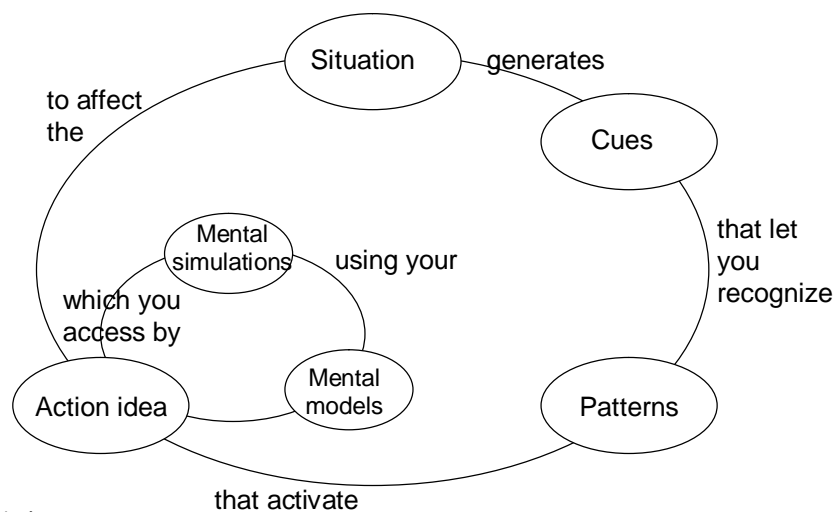 Situation
generates
to affect
the
Cues
that let
you
recognize
Mental
simulations
using your
which you
access by
Mental
models
Action idea
Patterns
that activate